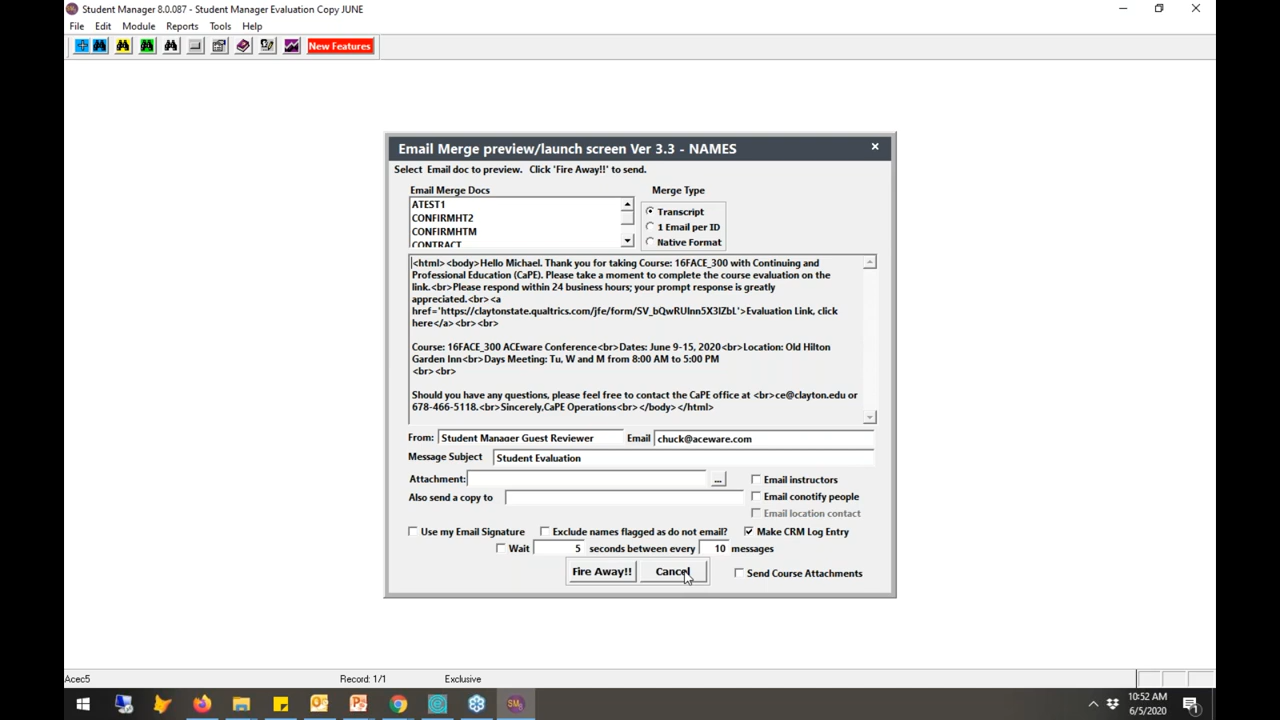 Student Manager 8.0.087 - Student Manager Evaluation Copy JUNE
File Edit Module Reports Tools Help
New Features
Email Merge preview/launch screen Ver 3.3 - NAMES
Select Email doc to preview. Click 'Fire Away!!' to send.
Email Merge Docs
Merge Type
ATEST1
CONFIRMHT2
CONFIRMHTM
CONTRACT
Transcript
1 Email per ID
Native Format
<html><body>Hello Michael. Thank you for taking Course: 16FACE_300 with Continuing and
Professional Education (CaPE). Please take a moment to complete the course evaluation on the
link.<br>Please respond within 24 business hours; your prompt response is greatly
appreciated.<br><a
href='https://claytonstate.qualtrics.com/jfe/form/SV_bQwRUlnn5X3IZbL'>Evaluation Link, click
here</a><br><br>
Course: 16FACE_300 ACEware Conference<br>Dates: June 9-15, 2020<br>Location: Old Hilton
Garden Inn<br>Days Meeting: Tu, W and M from 8:00 AM to 5:00 PM
<br><br>
Should you have any questions, please feel free to contact the CaPE office at <br>ce@clayton.edu or
678-466-5118.<br>Sincerely,CaPE Operations<br></body></html>
From: Student Manager Guest Reviewer Email chuck@aceware.com
Message Subject Student Evaluation
Attachment: ... Email instructors
Also send a copy to Email conotify people
Email location contact
Use my Email Signature Exclude names flagged as do not email? Make CRM Log Entry
Wait 5 seconds between every 10 messages
Fire Away!! Cancel Send Course Attachments
Acec5 Record: 1/1 Exclusive
10:52 AM
6/5/2020